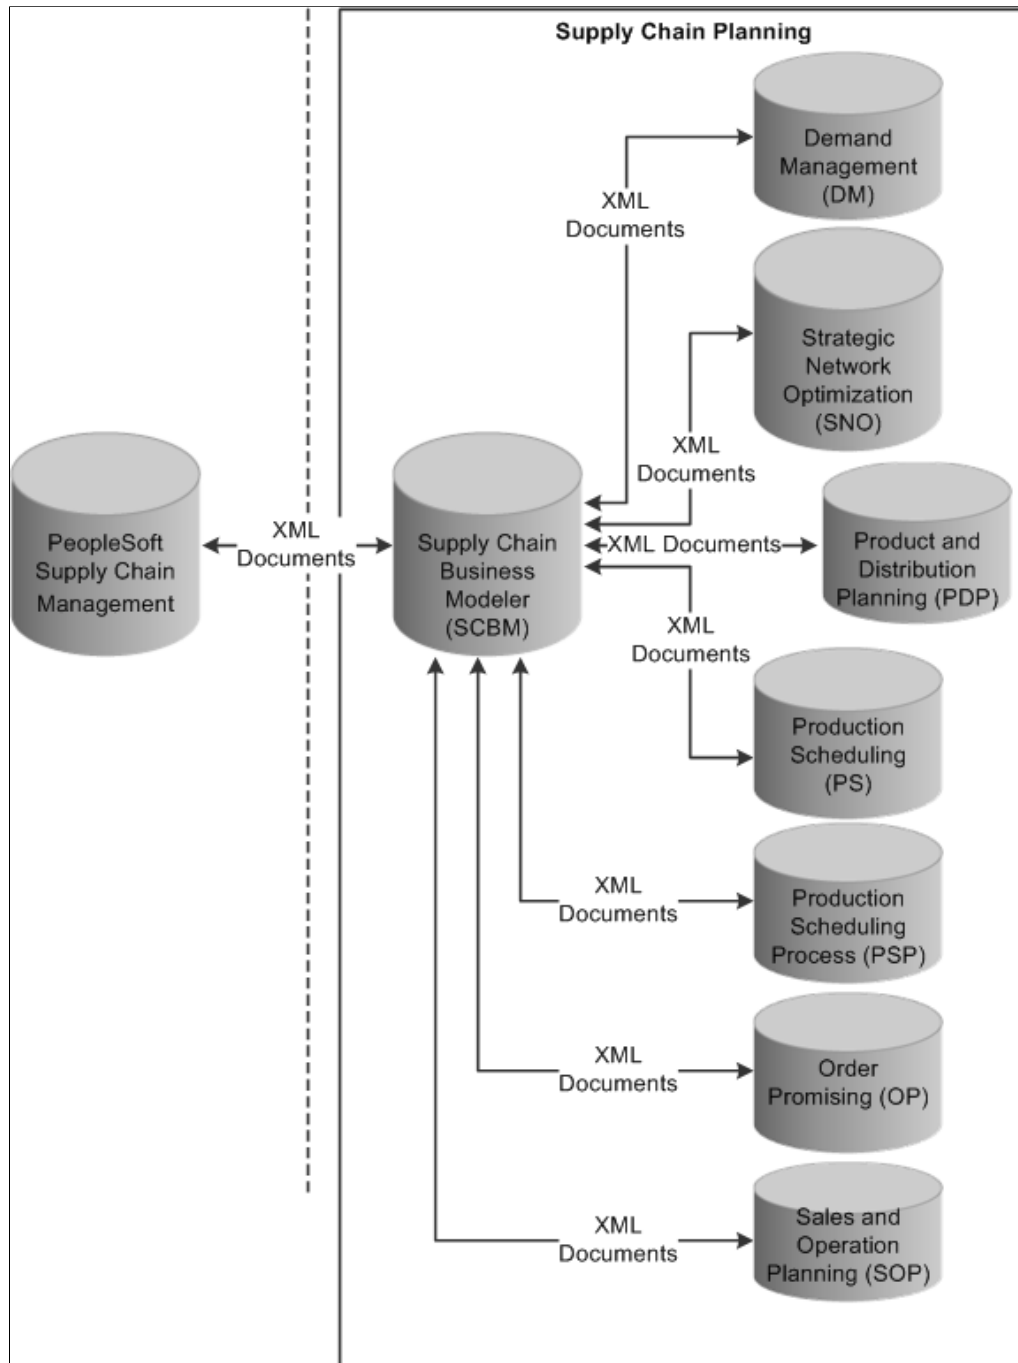 Supply Chain Planning
Demand
Management
(DM)
XML
Documents
Strategic
Network
Optimization
(SNO)
XML
Documents
PeopleSoft
Supply Chain
Management
XML
Documents
Supply Chain
Business
Modeler
(SCBM)
XML Documents
Product and
Distribution
Planning (PDP)
XML
Documents
Production
Scheduling
(PS)
XML
Documents
Production
Scheduling
Process (PSP)
XML
Documents
Order
Promising (OP)
XML
Documents
Sales and
Operation
Planning (SOP)